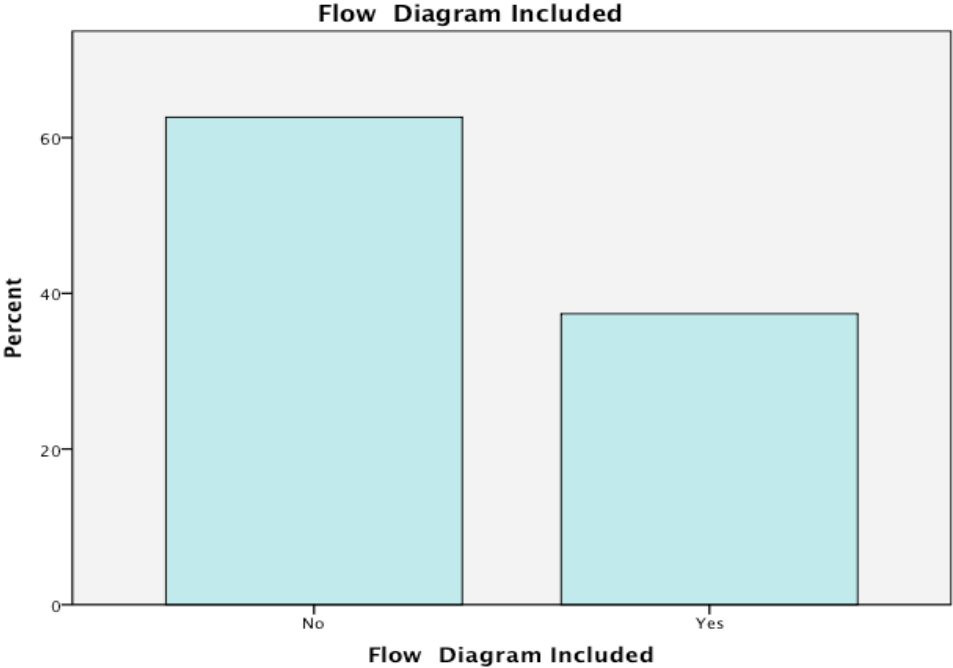 Flow Diagram Included
60
40
20
0
Percent
No Yes
Flow Diagram Included